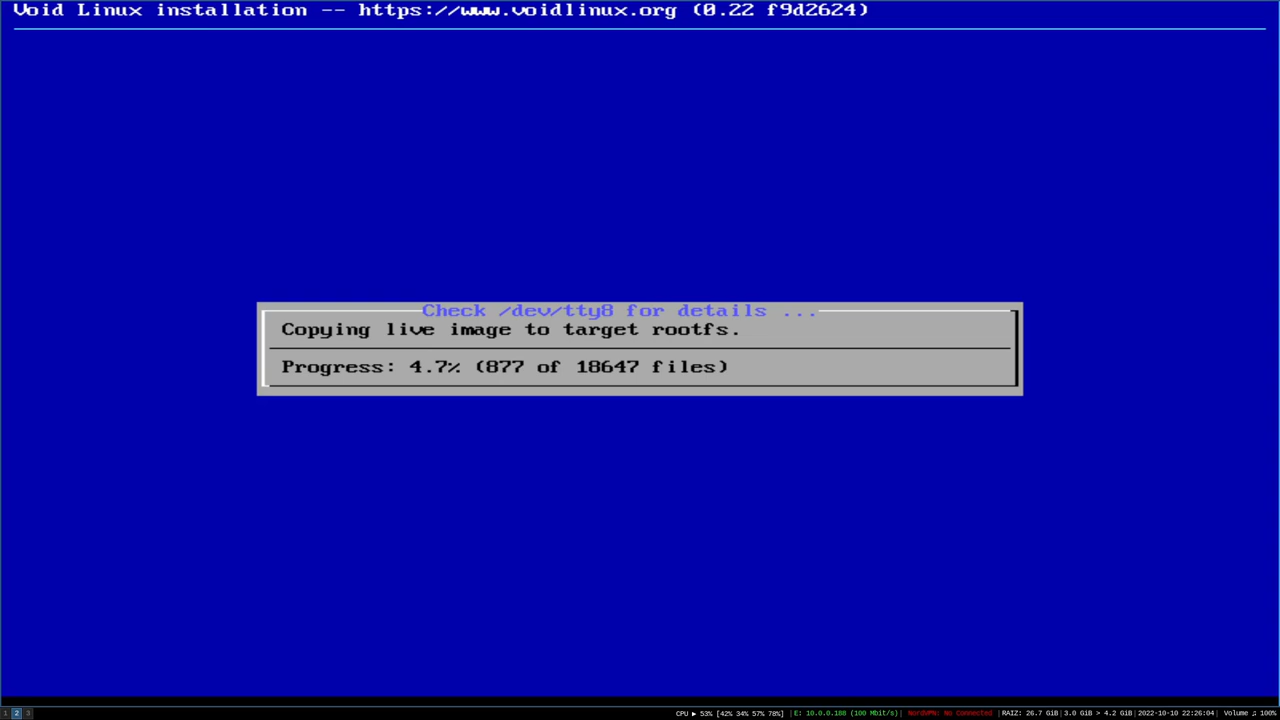 Void Linux installation -- https://www.voidlinux.org (0.22 f9d2624)
Check /dev/tty8 for details ...
Copying live image to target rootfs.
Progress: 4.7% (877 of 18647 files)
1 2 3 CPU ▶ 53% [42% 34% 57% 78%] |E: 10.0.0.188 (100 Mbit/s)| NordVPN: No Connected |RAIZ: 26.7 GiB|3.0 GiB > 4.2 GiB|2022-10-10 22:26:04| Volume ♫ 100%